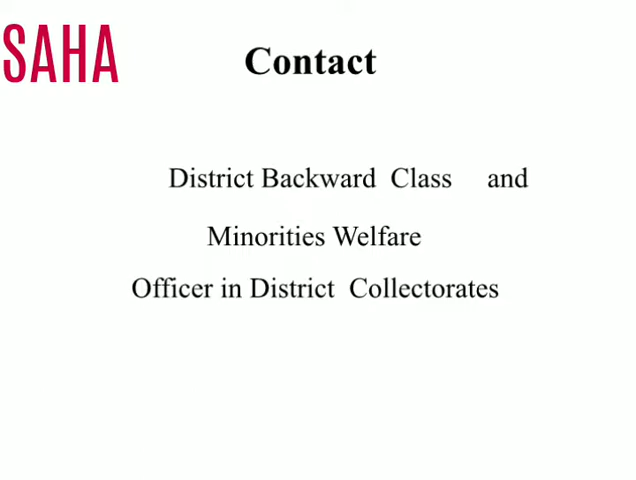 SAHA
Contact
District Backward Class and
Minorities Welfare
Officer in District Collectorates